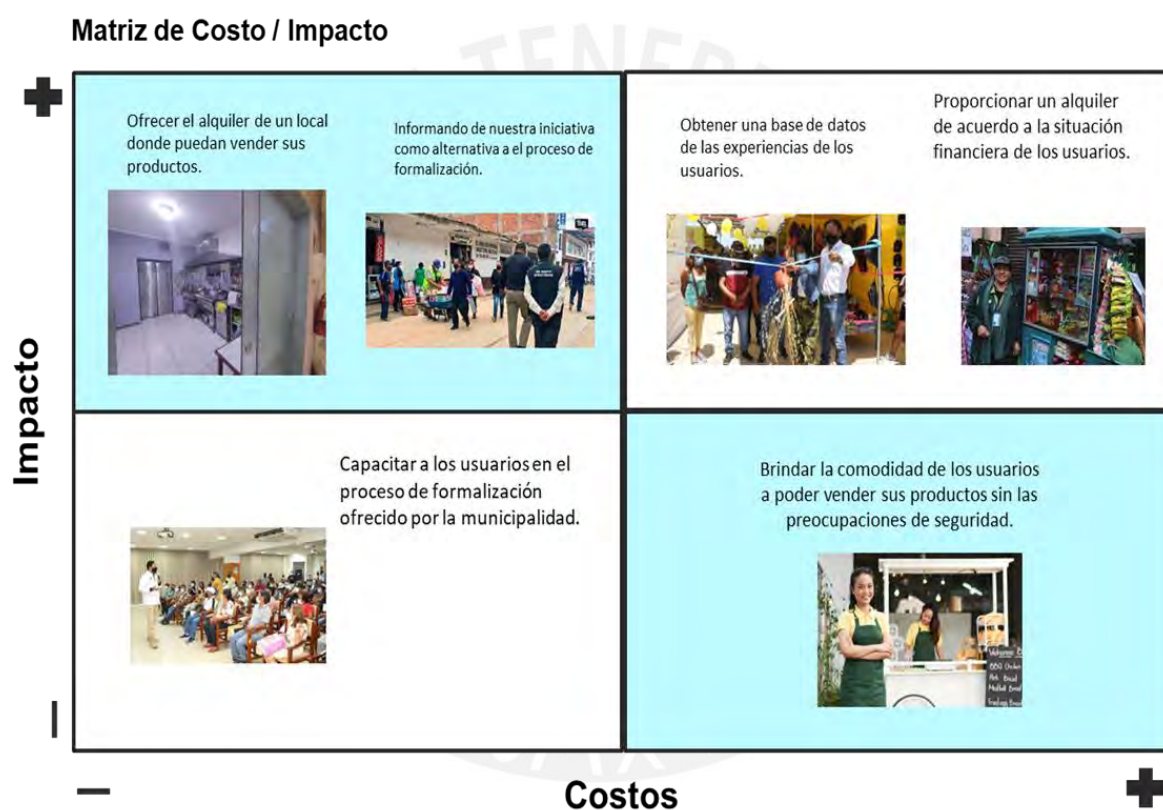 Matriz de Costo / Impacto
Ofrecer el alquiler de un local
donde puedan vender sus
productos.
Informando de nuestra iniciativa
como alternativa a el proceso de
formalización.
Obtener una base de datos
de las experiencias de los
usuarios.
Proporcionar un alquiler
de acuerdo a la situación
financiera de los usuarios.
Impacto
Capacitar a los usuarios en el
proceso de formalización
ofrecido por la municipalidad.
Brindar la comodidad de los usuarios
a poder vender sus productos sin las
preocupaciones de seguridad.
Costos